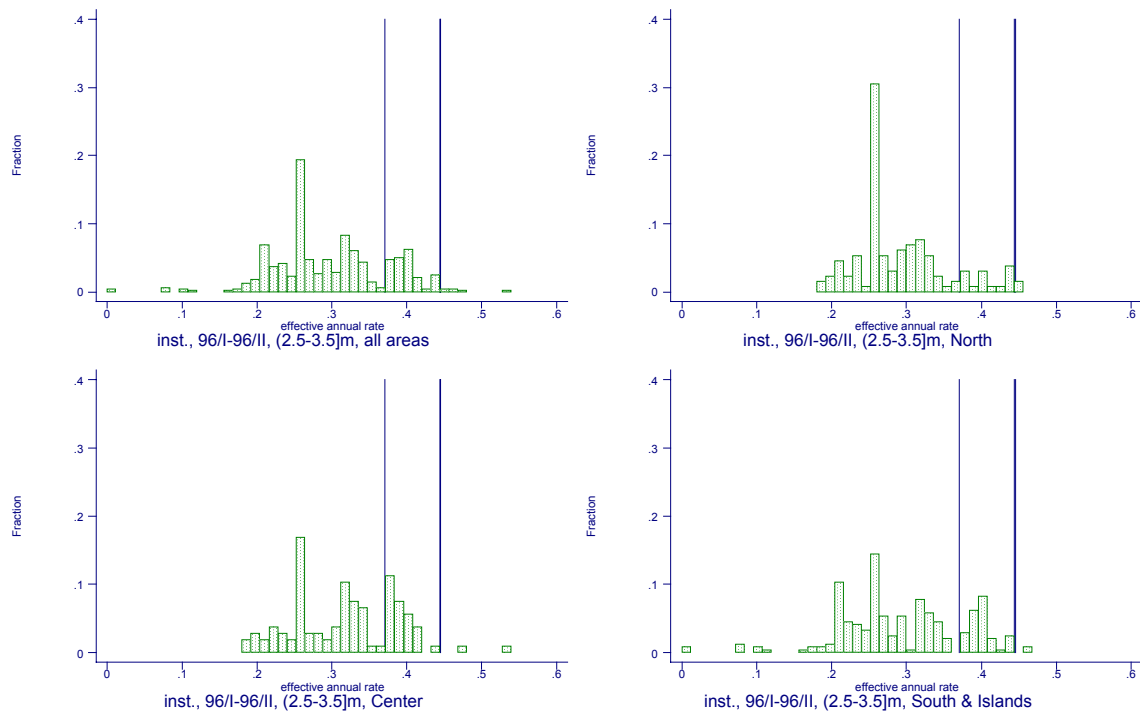 .4
.3
.2
.1
0
Fraction
0 .1 .2 .3 .4 .5 .6
effective annual rate
inst., 96/I-96/II, (2.5-3.5]m, all areas
.4
.3
.2
.1
0
Fraction
0 .1 .2 .3 .4 .5 .6
effective annual rate
inst., 96/I-96/II, (2.5-3.5]m, North
.4
.3
.2
.1
0
Fraction
0 .1 .2 .3 .4 .5 .6
effective annual rate
inst., 96/I-96/II, (2.5-3.5]m, Center
.4
.3
.2
.1
0
Fraction
0 .1 .2 .3 .4 .5 .6
effective annual rate
inst., 96/I-96/II, (2.5-3.5]m, South & Islands